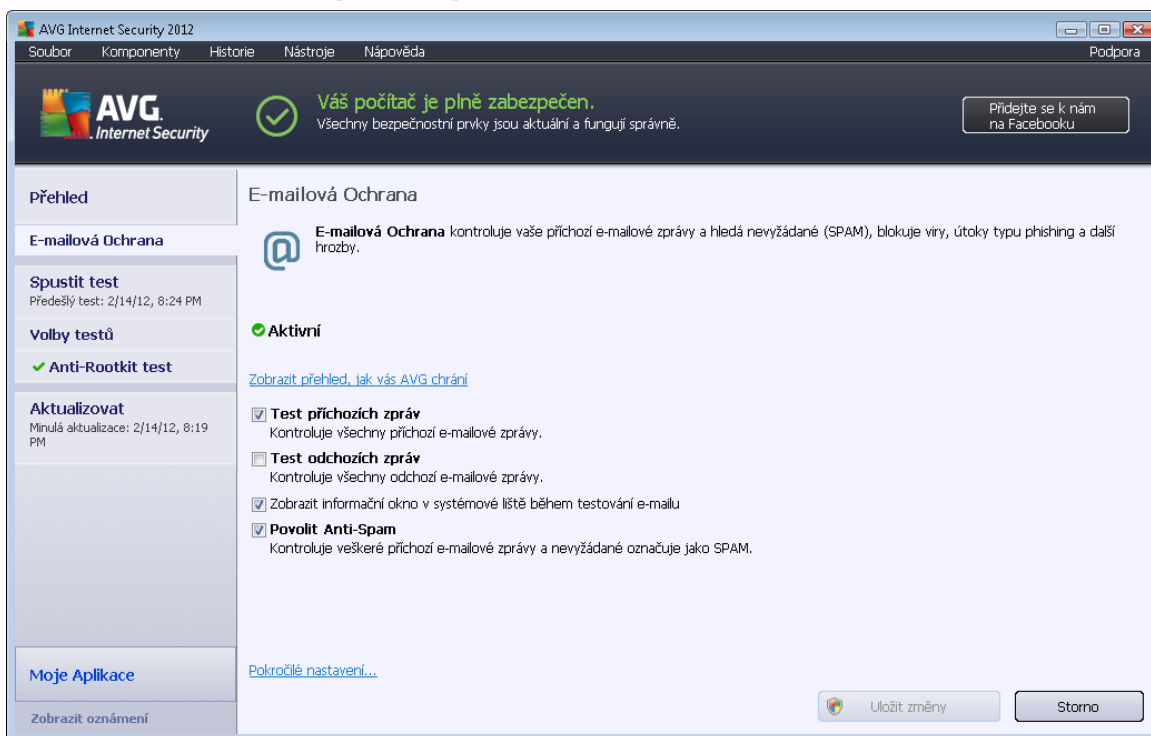 AVG Internet Security 2012
Soubor Komponenty Historie Nástroje Nápověda Podpora
AVG.
Internet Security
Váš počítač je plně zabezpečen.
Všechny bezpečnostní prvky jsou aktuální a fungují správně.
Přidejte se k nám
na Facebooku
Přehled
E-mailová Ochrana
Spustit test
Předešlý test: 2/14/12, 8:24 PM
Volby testů
Anti-Rootkit test
Aktualizovat
Minulá aktualizace: 2/14/12, 8:19
PM
Moje Aplikace
Zobrazit oznámení
E-mailová Ochrana
E-mailová Ochrana kontroluje vaše příchozí e-mailové zprávy a hledá nevyžádané (SPAM), blokuje viry, útoky typu phishing a další
hrozby.
Aktivní
Zobrazit přehled, jak vás AVG chrání
Test příchozích zpráv
Kontroluje všechny příchozí e-mailové zprávy.
Test odchozích zpráv
Kontroluje všechny odchozí e-mailové zprávy.
Zobrazit informační okno v systémové liště během testování e-mailu
Povolit Anti-Spam
Kontroluje veškeré příchozí e-mailové zprávy a nevyžádané označuje jako SPAM.
Pokročilé nastavení...
Uložit změny
Storno